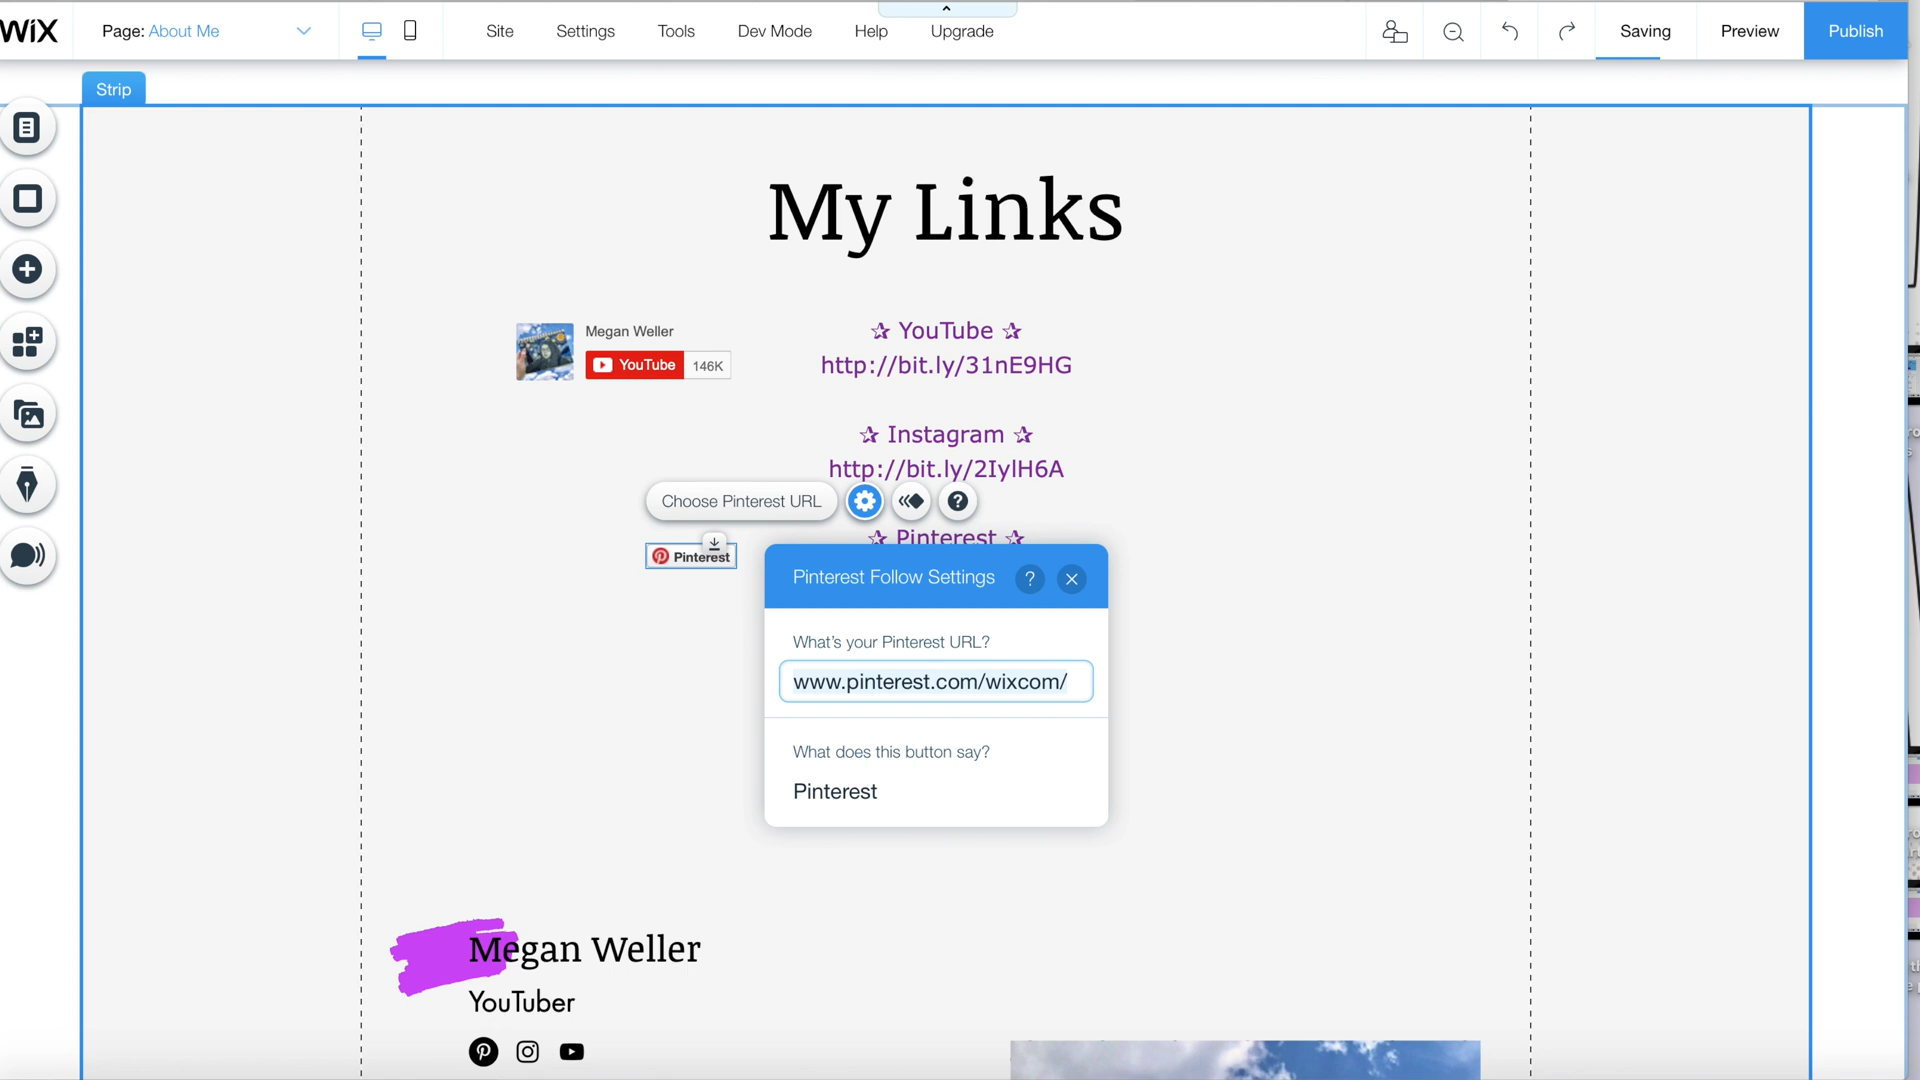 WiX
Page: About Me
Site
Settings
Tools
Dev Mode
Help
Upgrade
Saving
Preview
Publish
Strip
My Links
Megan Weller
YouTube 146K
✰ YouTube ✰
http://bit.ly/31nE9HG
✰ Instagram ✰
http://bit.ly/2IylH6A
Choose Pinterest URL
?
✰ Pinterest ✰
Pinterest
Pinterest Follow Settings ?
What's your Pinterest URL?
www.pinterest.com/wixcom/
What does this button say?
Pinterest
Megan Weller
YouTuber